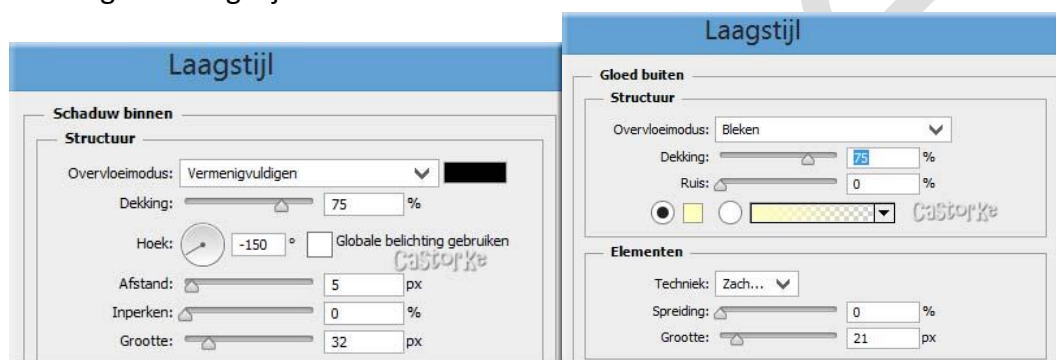 Laagstijl
Schaduw binnen
Structuur
Overvloeimodus: Vermenigvuldigen
Dekking: 75 %
Hoek: -150 ° Globale belichting gebruiken
Castorke
Afstand: 5 px
Inperken: 0 %
Grootte: 32 px
Laagstijl
Gloed buiten
Structuur
Overvloeimodus: Bleken
Dekking: 75 %
Ruis: 0 %
Castorke
Elementen
Techniek: Zach...
Spreiding: 0 %
Grootte: 21 px